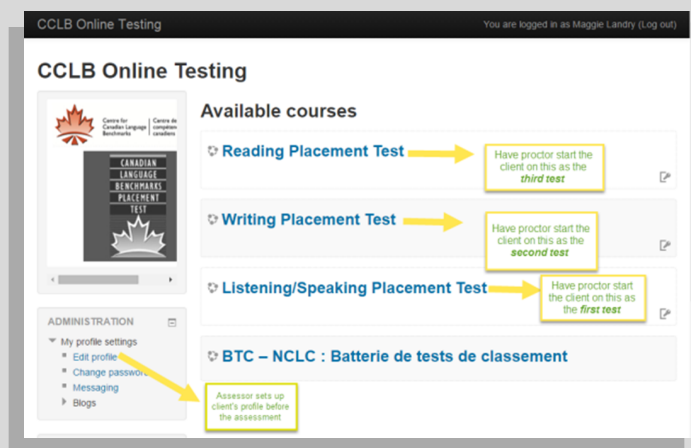 CCLB Online Testing
You are logged in as Maggie Landry (Log out)
CCLB Online Testing
Centre for
Canadian Language
Benchmarks
Centre de
canadiens
CANADIAN
LANGUAGE
BENCHMARKS
PLACEMENT
TEST
Available courses
Reading Placement Test
Have proctor start the
client on this as the
third test
Writing Placement Test
Have proctor start the
client on this as the
second test
Listening/Speaking Placement Test
Have proctor start
the client on this as
the first test
BTC – NCLC : Batterie de tests de classement
ADMINISTRATION
My profile settings
Edit profile
Change password
Messaging
Blogs
Assessor sets up
client's profile before
the assessment